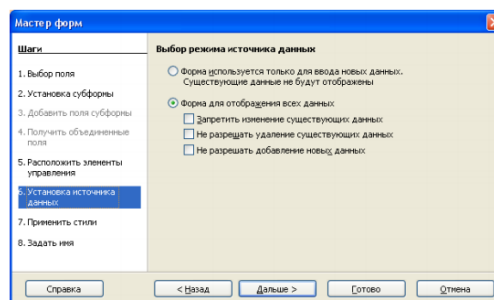 Мастер форм
Шаги
1. Выбор поля
2. Установка субформы
3. Добавить поля субформы
4. Получить объединенные
поля
5. Расположить элементы
управления
6. Установка источника
данных
7. Применить стили
8. Задать имя
Выбор режима источника данных
Форма используется только для ввода новых данных.
Существующие данные не будут отображены
Форма для отображения всех данных
Запретить изменение существующих данных
Не разрешать удаление существующих данных
Не разрешать добавление новых данных
Справка
< Назад
Дальше >
Готово
Отмена